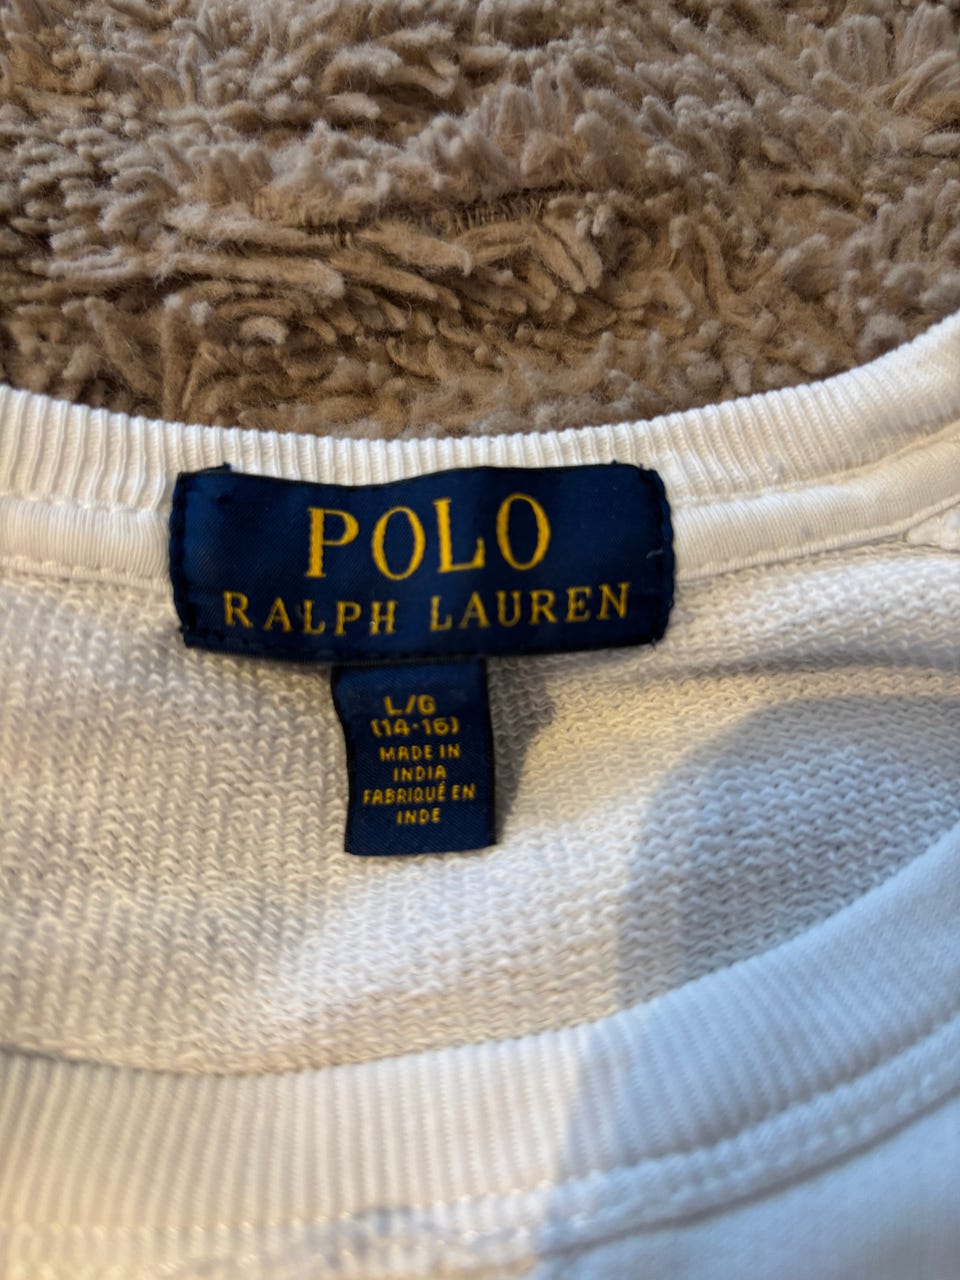 POLO
RALPH LAUREN
L/G
(14-16)
MADE IN
INDIA
FABRIQUÉ EN
INDE